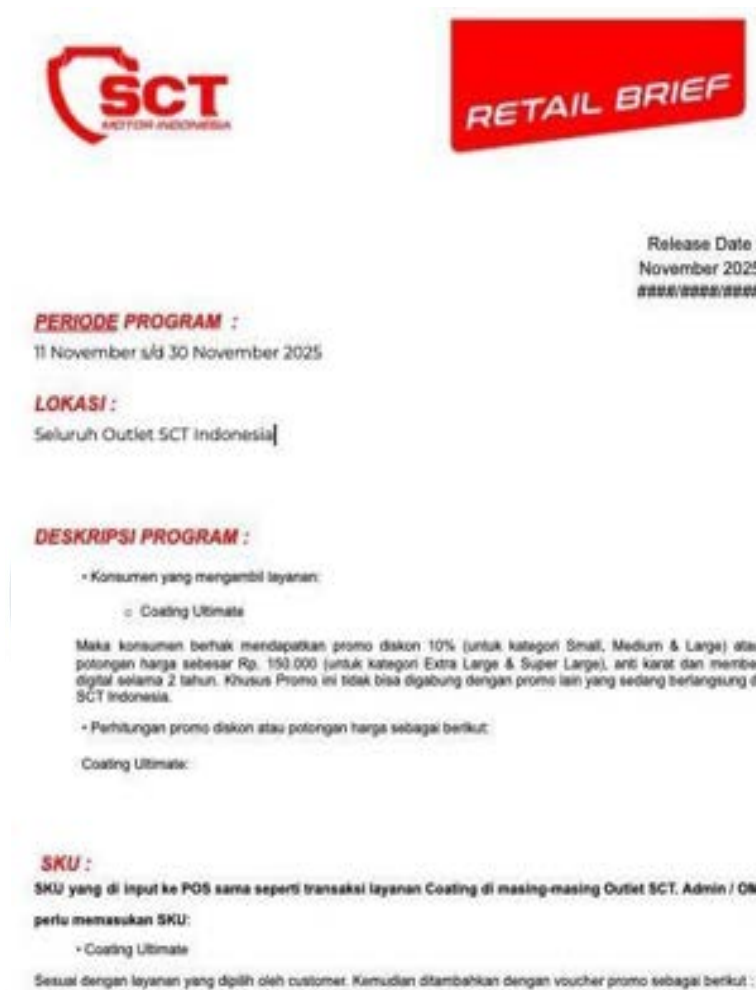 SCT
MOTOR INDONESIA
RETAIL BRIEF
Release Date
November 2025
####/####/####
PERIODE PROGRAM :
11 November s/d 30 November 2025
LOKASI :
Seluruh Outlet SCT Indonesia
DESKRIPSI PROGRAM :
• Konsumen yang mengambil layanan:
○ Coating Ultimate
Maka konsumen berhak mendapatkan promo diskon 10% (untuk kategori Small, Medium & Large) atau
potongan harga sebesar Rp. 150.000 (untuk kategori Extra Large & Super Large), anti karat dan member
digital selama 2 tahun. Khusus Promo ini tidak bisa digabung dengan promo lain yang sedang berlangsung d
SCT Indonesia.
• Perhitungan promo diskon atau potongan harga sebagai berikut:
Coating Ultimate:
SKU :
SKU yang di input ke POS sama seperti transaksi layanan Coating di masing-masing Outlet SCT. Admin / OM
perlu memasukan SKU:
• Coating Ultimate
Sesuai dengan layanan yang dipilih oleh customer. Kemudian ditambahkan dengan voucher promo sebagai berikut :